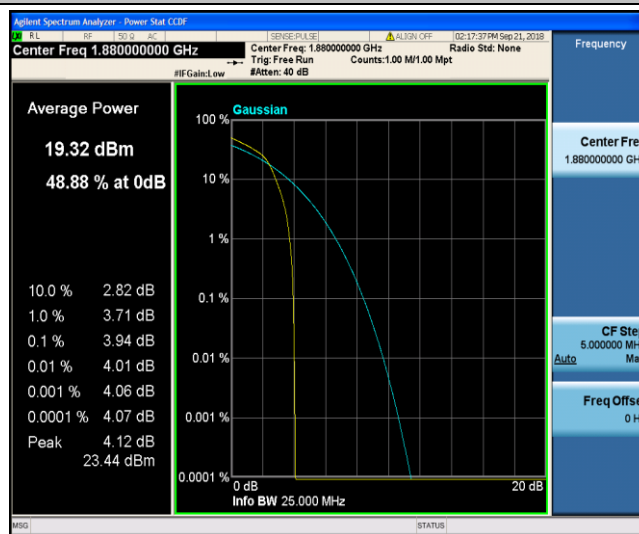 Agilent Spectrum Analyzer - Power Stat CCDF
RL RF 50 Ω AC SENSE:PULSE ALIGN OFF 02:17:37 PM Sep 21, 2018
Center Freq 1.880000000 GHz
Center Freq: 1.880000000 GHz Radio Std: None
Trig: Free Run Counts:1.00 M/1.00 Mpt
#IFGain:Low #Atten: 40 dB
Frequency
Average Power
19.32 dBm
48.88 % at 0dB
10.0 % 2.82 dB
1.0 % 3.71 dB
0.1 % 3.94 dB
0.01 % 4.01 dB
0.001 % 4.06 dB
0.0001 % 4.07 dB
Peak 4.12 dB
23.44 dBm
Gaussian
100 %
10 %
1 %
0.1 %
0.01 %
0.001 %
0.0001 %
0 dB 20 dB
Info BW 25.000 MHz
Center Fre
1.880000000 GH
CF Ste
5.000000 MH
Auto Ma
Freq Offse
0 H
MSG STATUS